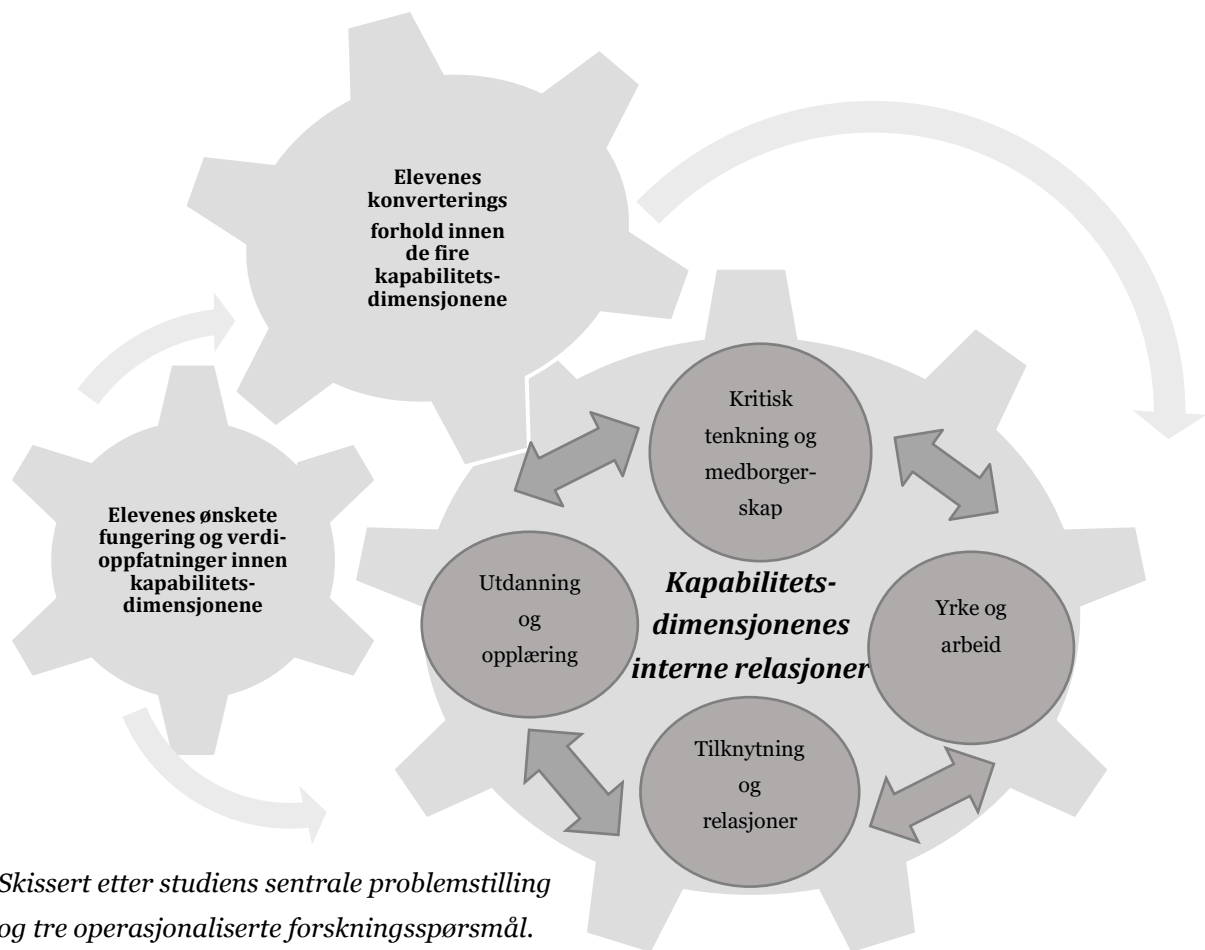 Elevenes
konverterings
forhold innen
de fire
kapabilitets-
dimensjonene
Elevenes ønskete
fungering og verdi-
oppfatninger innen
kapabilitets-
dimensjonene
Kritisk
tenkning og
medborger-
skap
Utdanning
og
opplæring
Kapabilitets-
dimensjonenes
interne relasjoner
Yrke og
arbeid
Tilknytning
og
relasjoner
Skissert etter studiens sentrale problemstilling
og tre operasjonaliserte forskningsspørsmål.